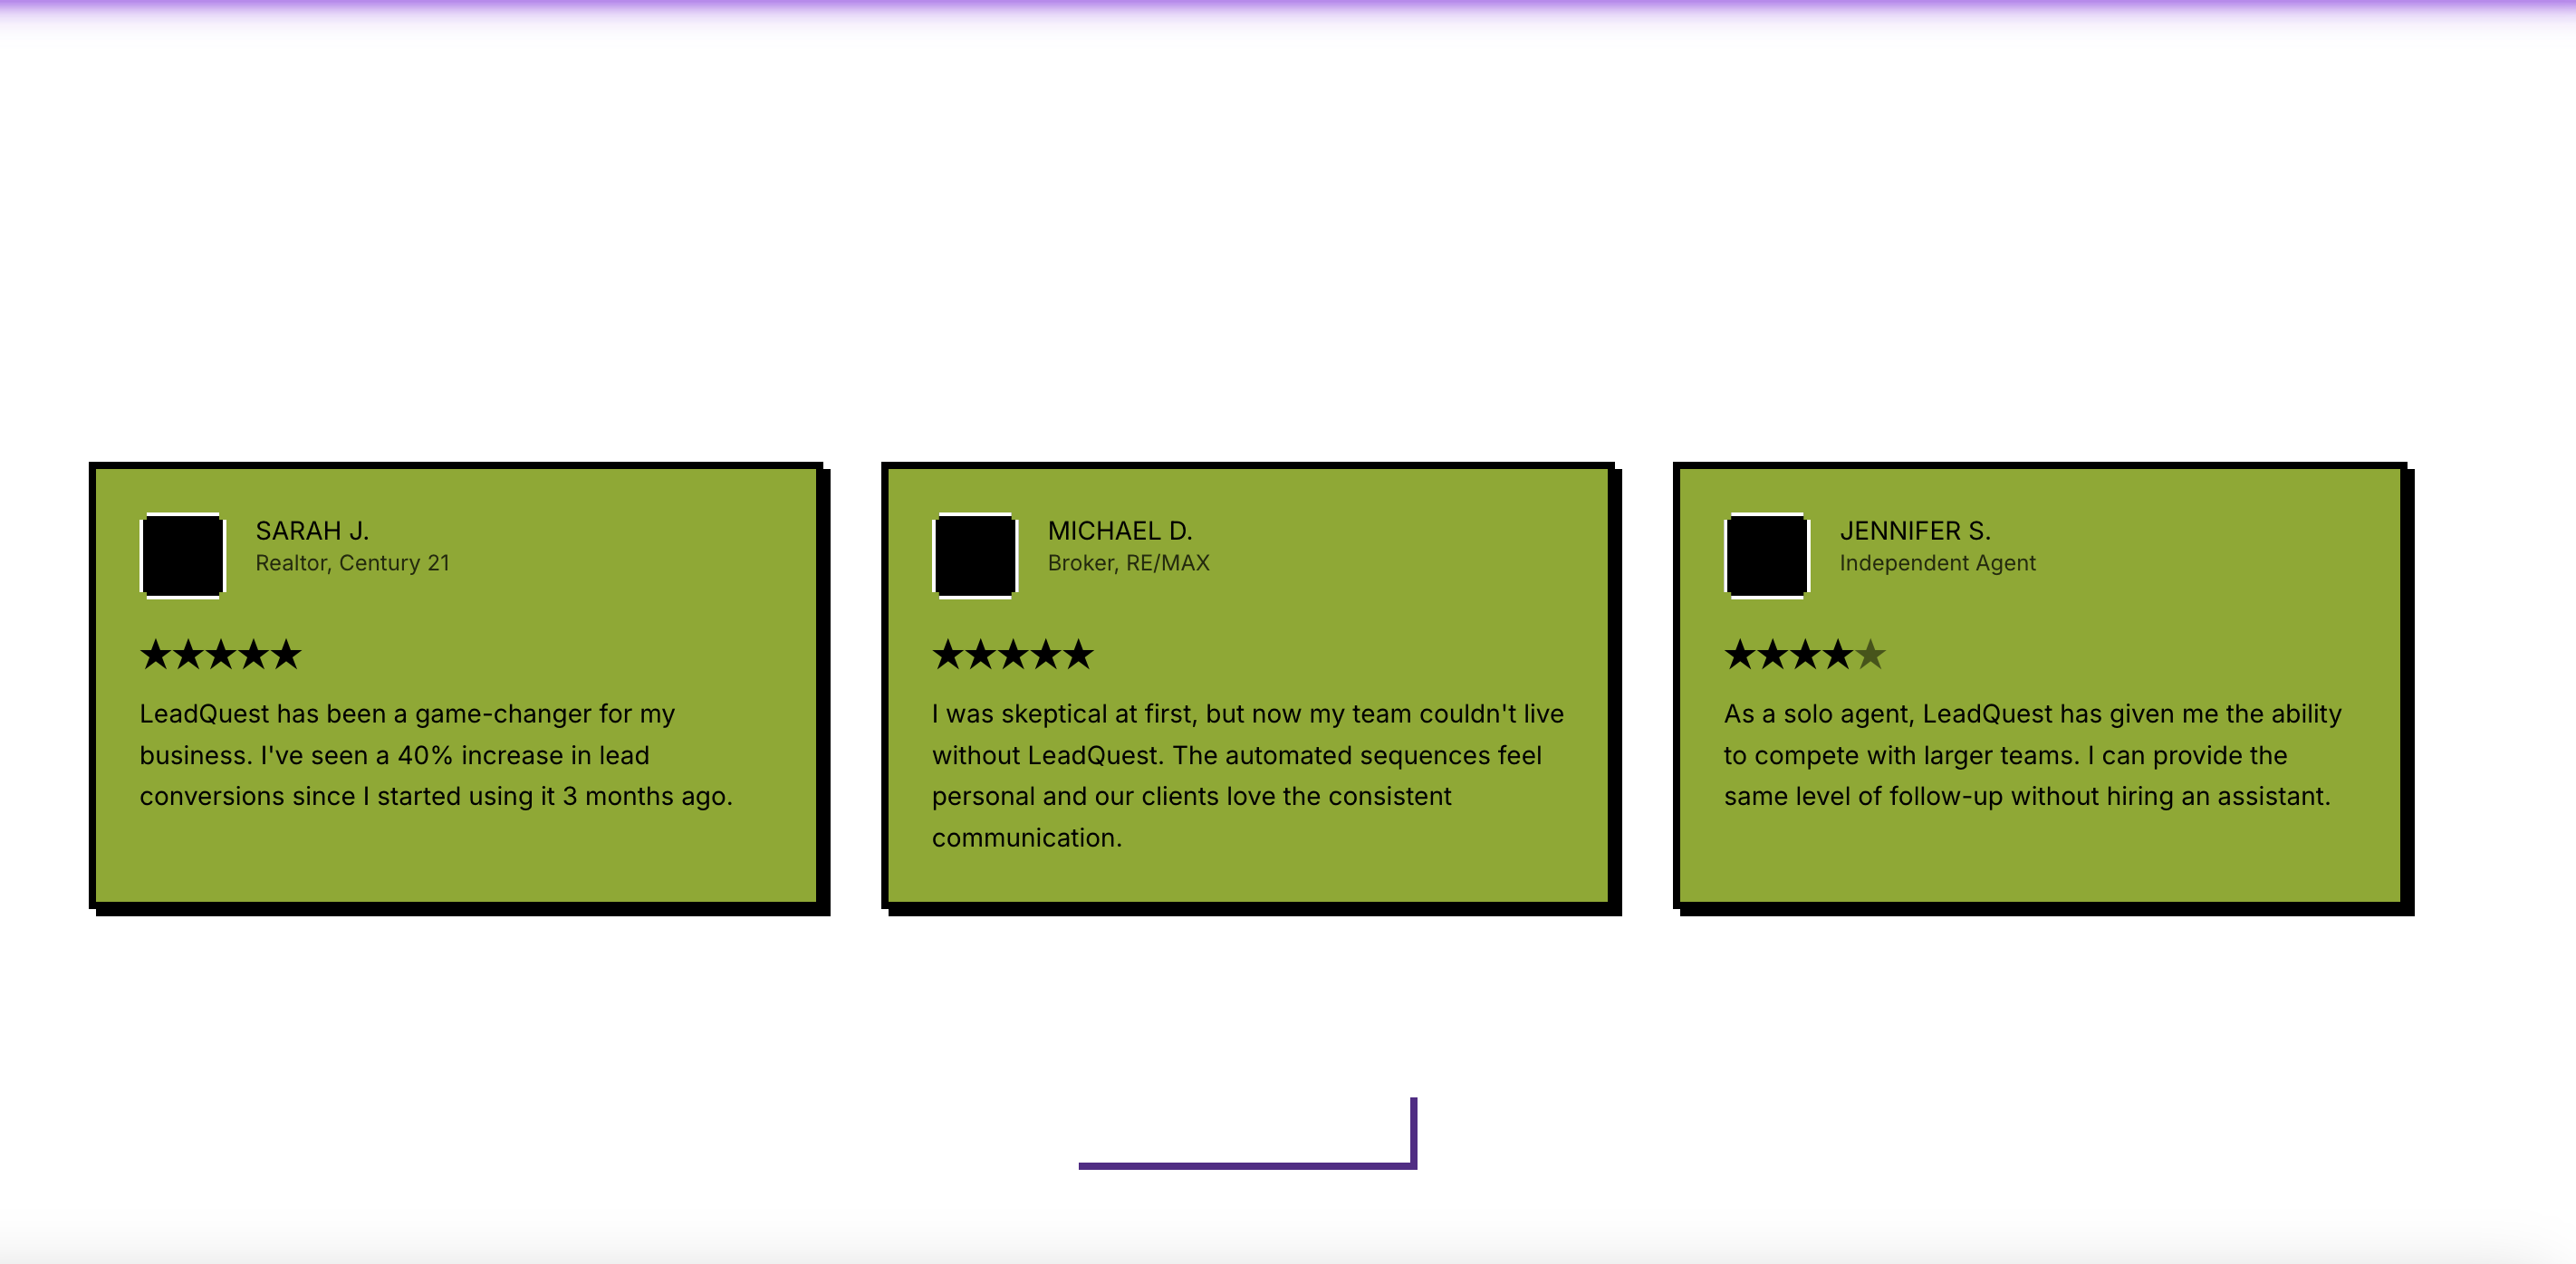 SARAH J.
Realtor, Century 21
★★★★★
LeadQuest has been a game-changer for my
business. I've seen a 40% increase in lead
conversions since I started using it 3 months ago.
MICHAEL D.
Broker, RE/MAX
★★★★★
I was skeptical at first, but now my team couldn't live
without LeadQuest. The automated sequences feel
personal and our clients love the consistent
communication.
JENNIFER S.
Independent Agent
★★★★★
As a solo agent, LeadQuest has given me the ability
to compete with larger teams. I can provide the
same level of follow-up without hiring an assistant.